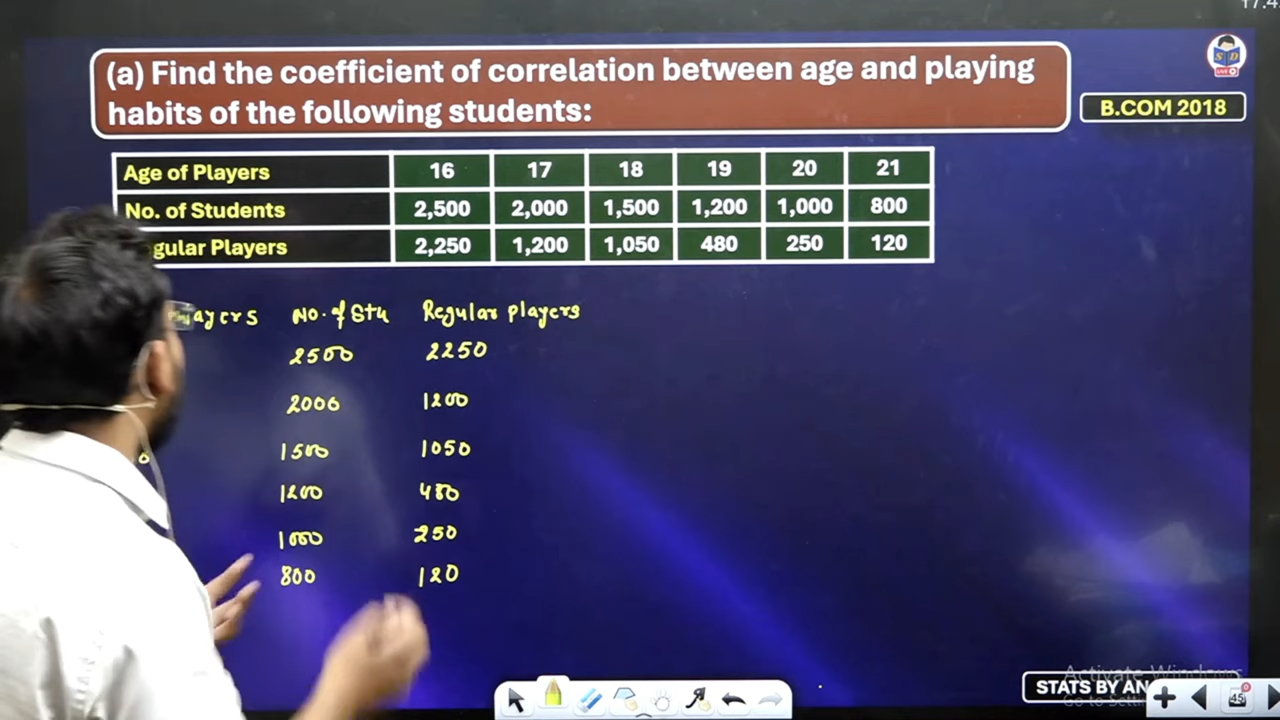 (a) Find the coefficient of correlation between age and playing
habits of the following students:
B.COM 2018
Age of Players 16 17 18 19 20 21
No. of Students 2,500 2,000 1,500 1,200 1,000 800
gular Players 2,250 1,200 1,050 480 250 120
ayers No. of Stu Regular players
2500 2250
2000 1200
1500 1050
1200 480
1000 250
800 120
Activate Windows
STATS BY AN
45